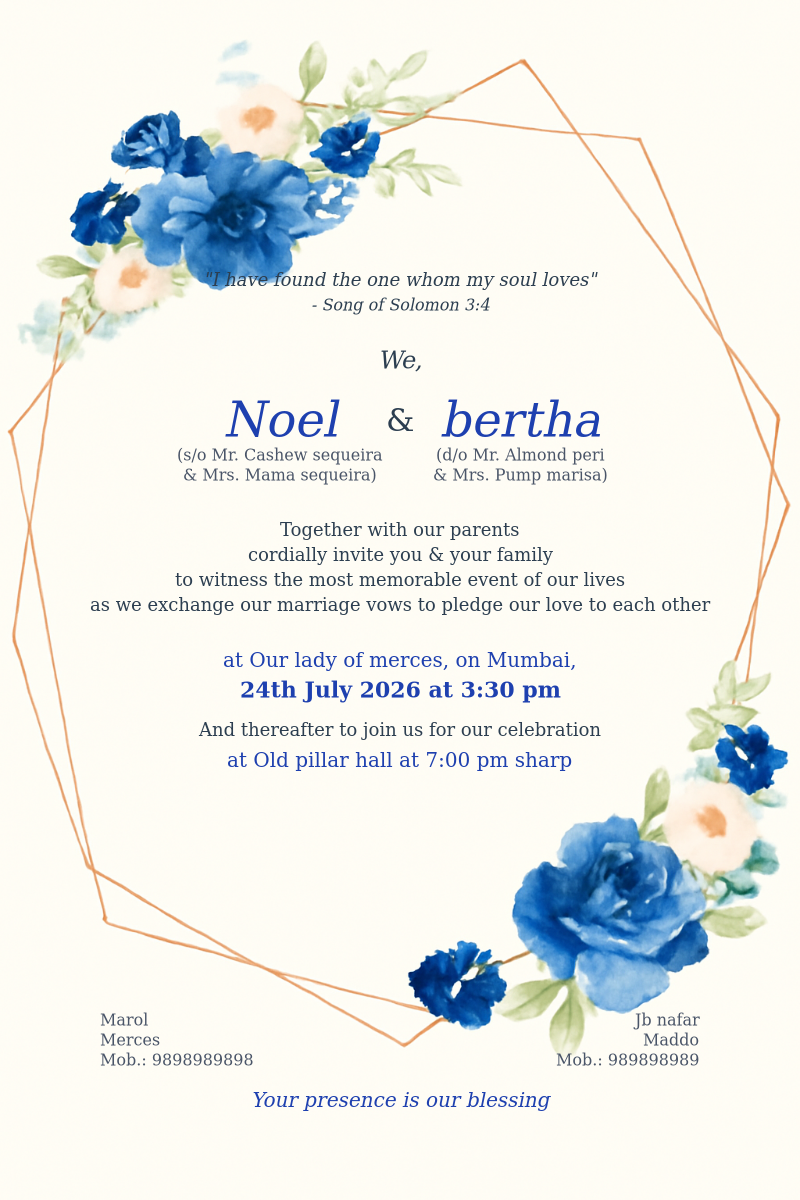 "I have found the one whom my soul loves"
- Song of Solomon 3:4
We,
Noel & bertha
(s/o Mr. Cashew sequeira (d/o Mr. Almond peri
& Mrs. Mama sequeira) & Mrs. Pump marisa)
Together with our parents
cordially invite you & your family
to witness the most memorable event of our lives
as we exchange our marriage vows to pledge our love to each other
at Our lady of merces, on Mumbai,
24th July 2026 at 3:30 pm
And thereafter to join us for our celebration
at Old pillar hall at 7:00 pm sharp
Marol
Merces
Mob.: 9898989898
Jb nafar
Maddo
Mob.: 989898989
Your presence is our blessing